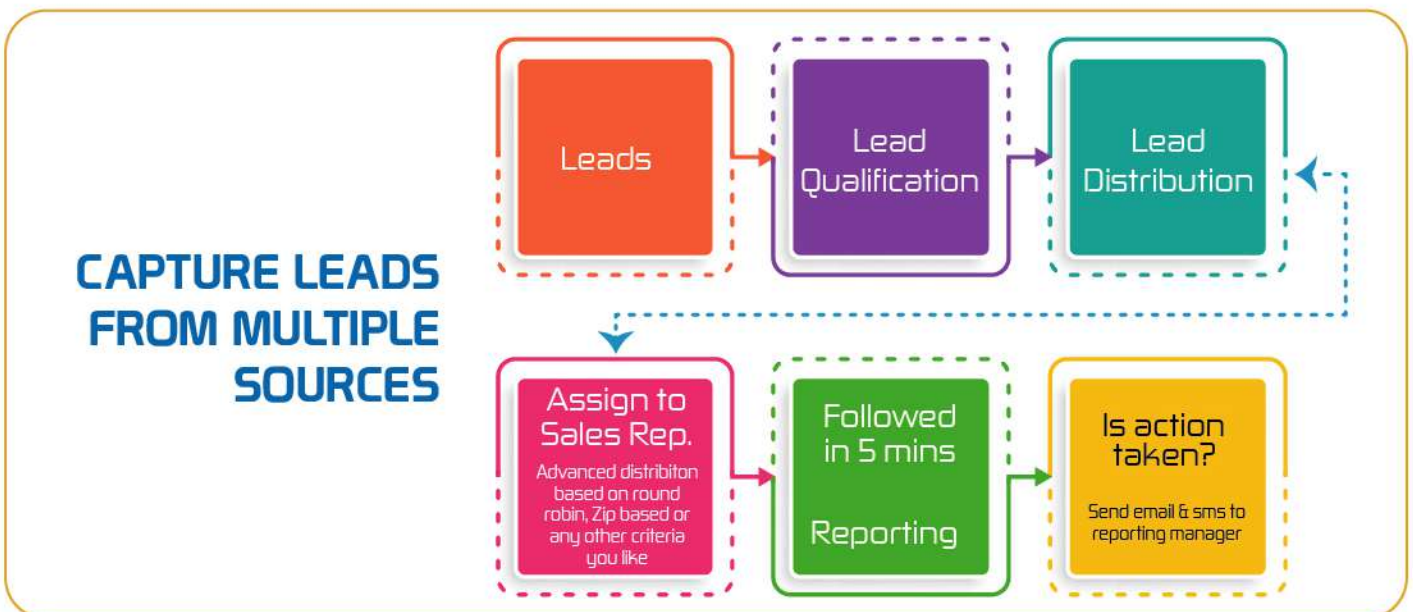 CAPTURE LEADS
FROM MULTIPLE
SOURCES
Leads
Lead
Qualification
Lead
Distribution
Assign to
Sales Rep.
Advanced distribiton
based on round
robin, Zip based or
any other criteria
you like
Followed
in 5 mins
Reporting
Is action
taken?
Send email & sms to
reporting manager